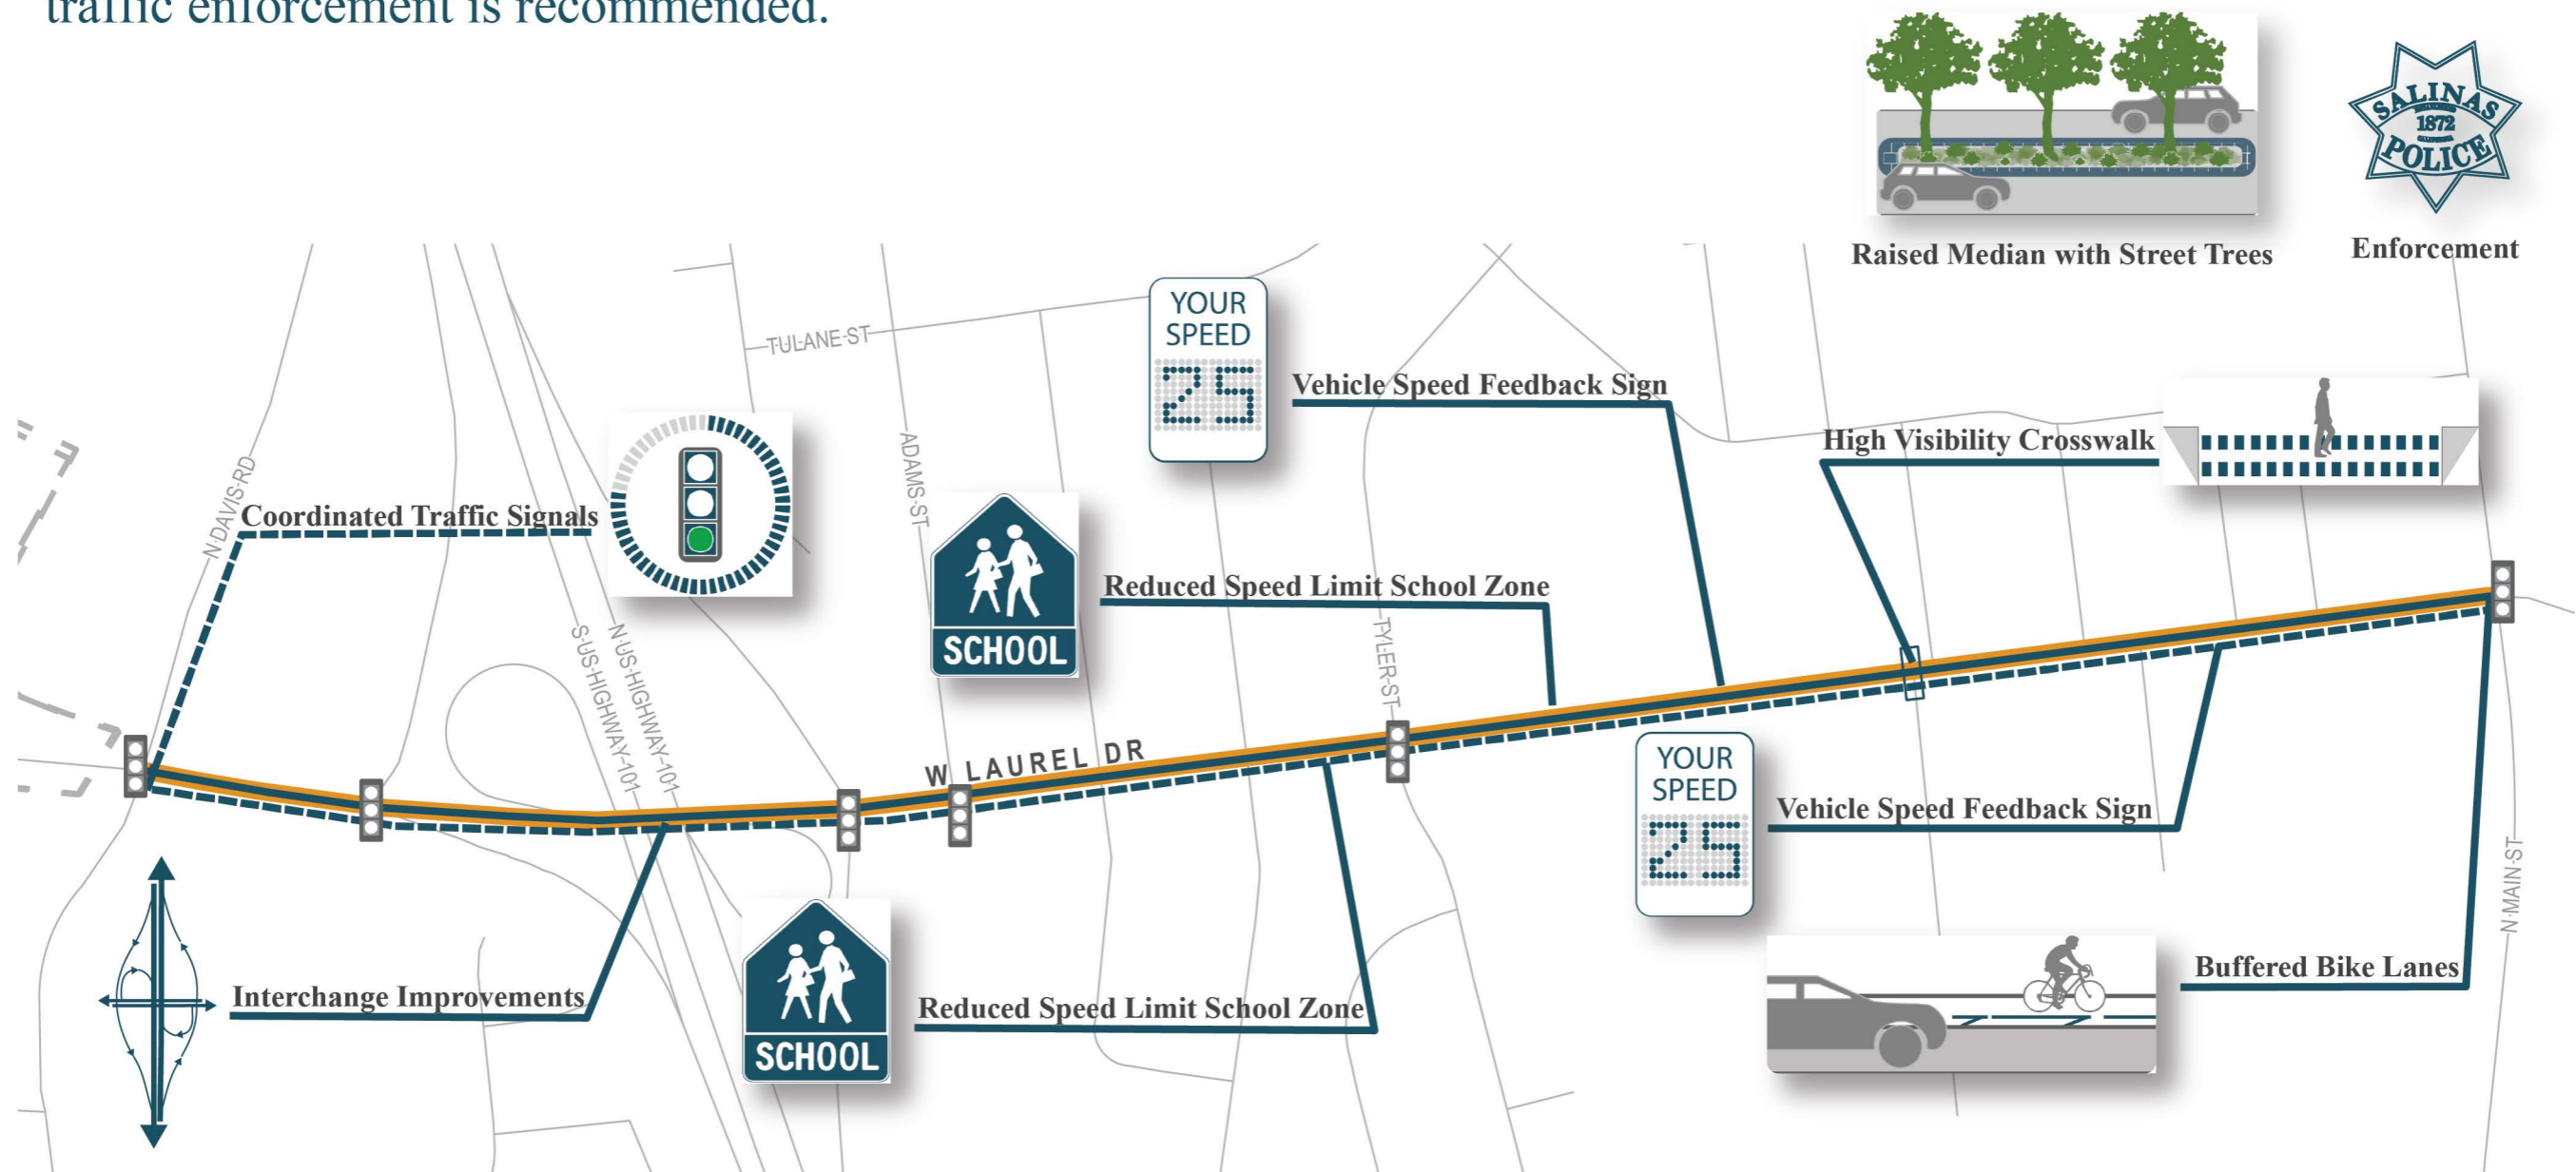 traffic enforcement is recommended.
SALINAS
1872
POLICE
Raised Median with Street Trees
Enforcement
YOUR
SPEED
25
TULANE ST
Vehicle Speed Feedback Sign
High Visibility Crosswalk
N DAVIS RD
ADAMS ST
Coordinated Traffic Signals
Reduced Speed Limit School Zone
SCHOOL
S US HIGHWAY 101
N US HIGHWAY 101
TYLER ST
W LAUREL DR
YOUR
SPEED
25
Vehicle Speed Feedback Sign
N MAIN ST
Interchange Improvements
SCHOOL
Reduced Speed Limit School Zone
Buffered Bike Lanes